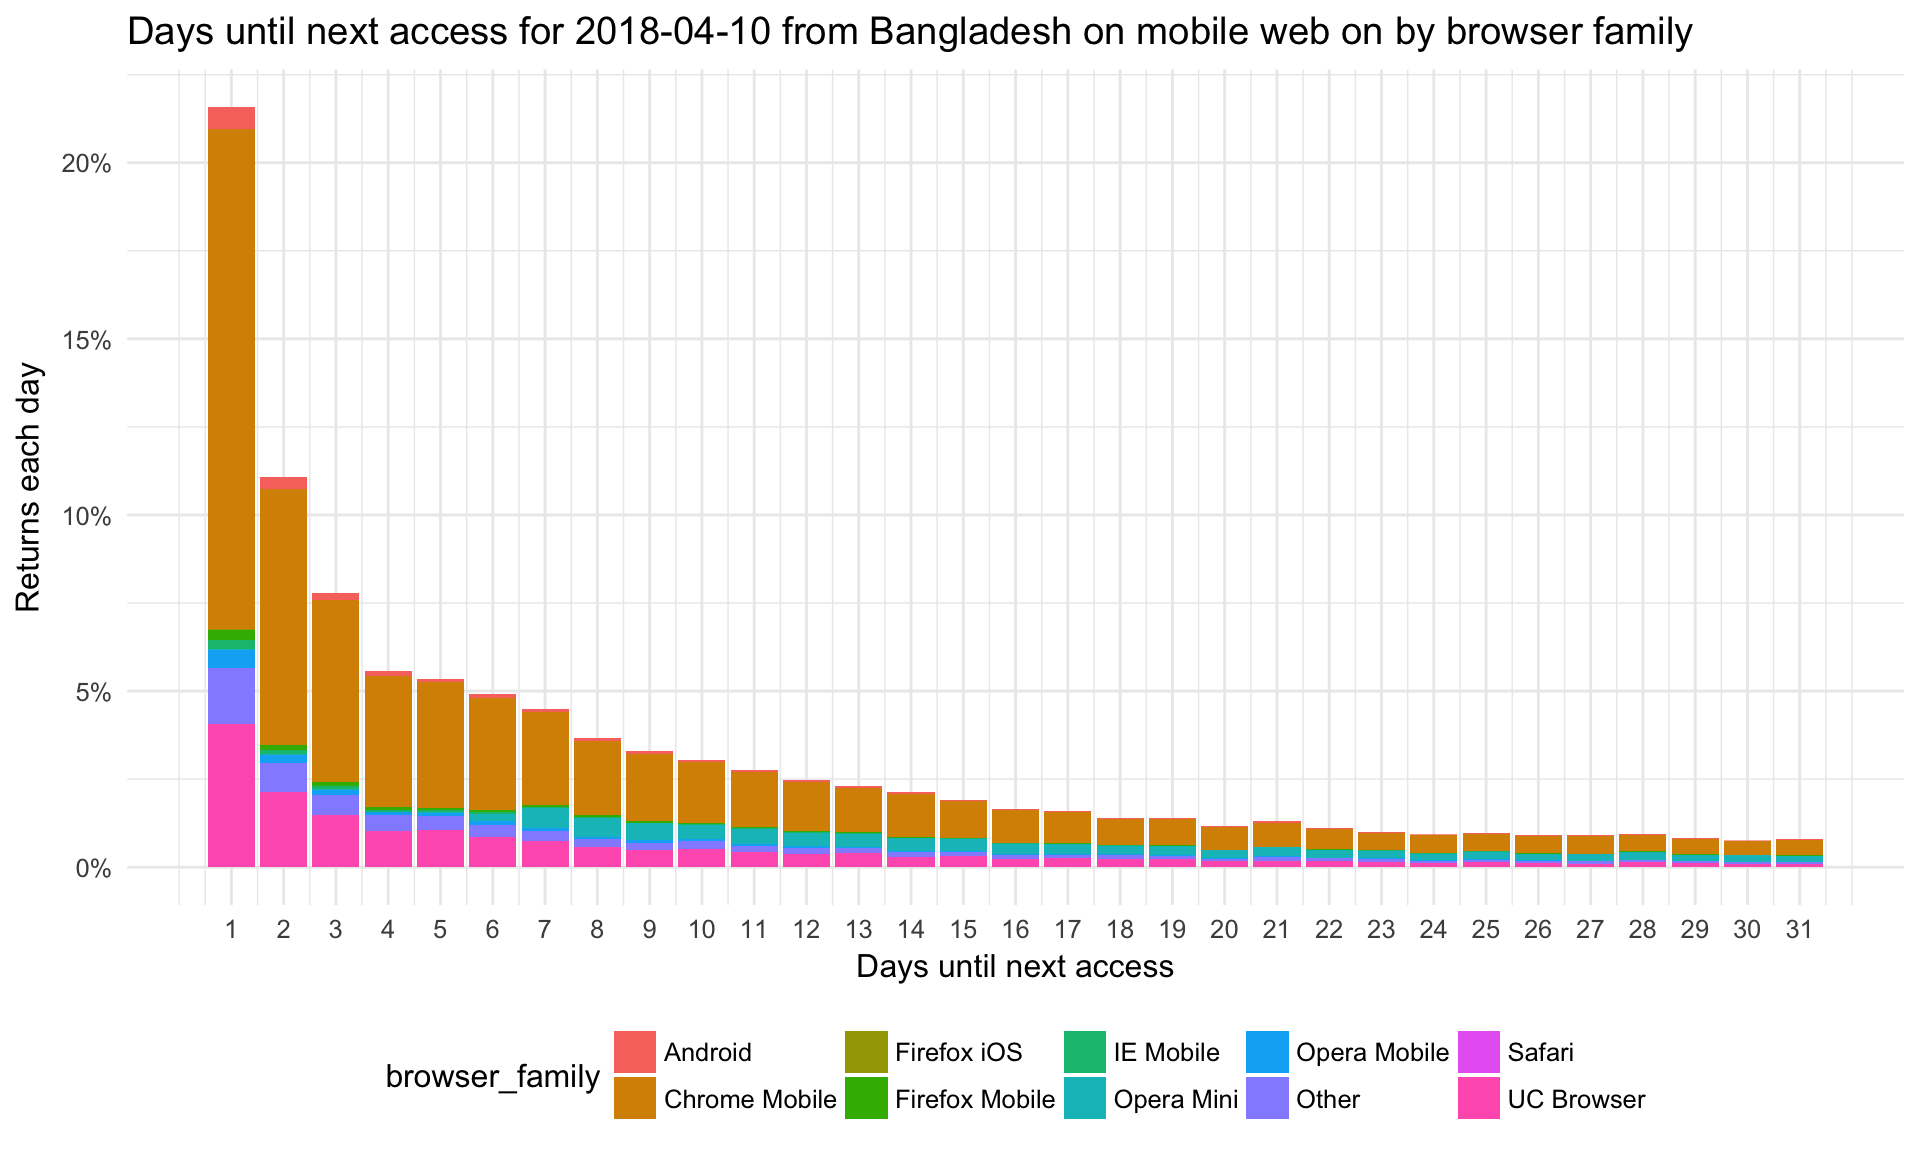 Days until next access for 2018-04-10 from Bangladesh on mobile web on by browser family
Returns each day
20%
15%
10%
5%
0%
1 2 3 4 5 6 7 8 9 10 11 12 13 14 15 16 17 18 19 20 21 22 23 24 25 26 27 28 29 30 31
Days until next access
browser_family
Android Firefox iOS IE Mobile Opera Mobile Safari
Chrome Mobile Firefox Mobile Opera Mini Other UC Browser